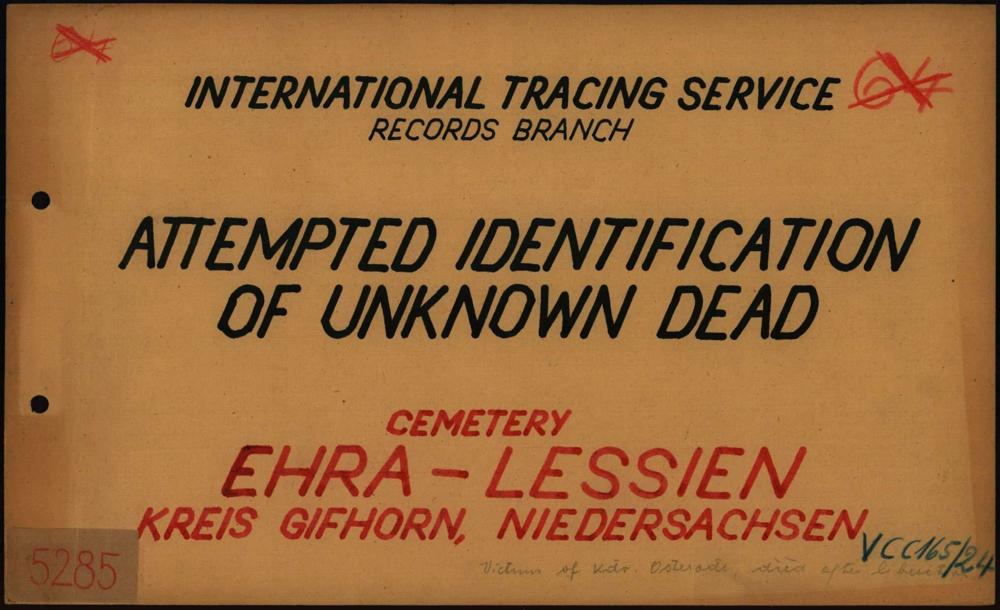 INTERNATIONAL TRACING SERVICE
RECORDS BRANCH
ATTEMPTED IDENTIFICATION
OF UNKNOWN DEAD
CEMETERY
EHRA - LESSIEN
KREIS GIFHORN, NIEDERSACHSEN
VCC165/24
5285
Victims of Kdo. Osterode died after